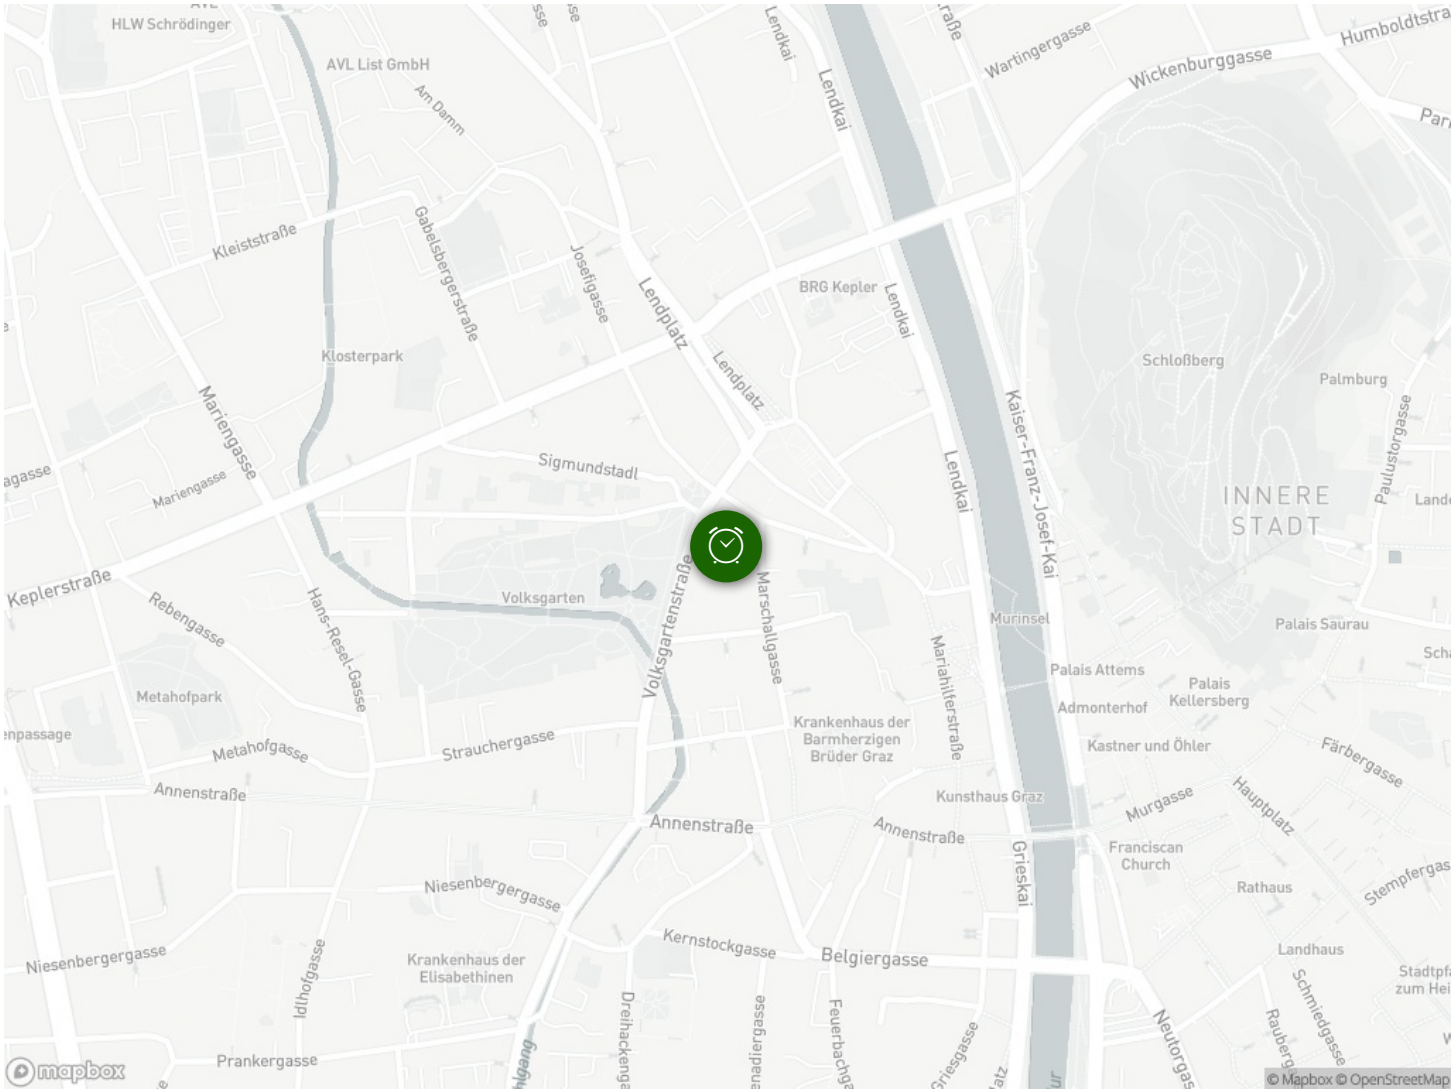 HLW Schrödinger
AVL List GmbH
Am Damm
Lendkai
Lendkai
Wartingergasse
Wickenburggasse
Humboldtstra
Kleiststraße
Gabelsbergerstraße
Josefigasse
Lendplatz
BRG Kepler
Lendkai
Klosterpark
Lendplatz
Schloßberg
Palmburg
Mariengasse
Kaiser-Franz-Josef-Kai
Paulustorgasse
Sigmundstadl
Mariengasse
agasse
Lendkai
INNERE
STADT
Keplerstraße
Rebengasse
Hans-Resel-Gasse
Volksgarten
Volksgartenstraße
Marschallgasse
Murinsel
Palais Saurau
Mariahilferstraße
Palais Attems
Palais
Kellersberg
Metahofpark
Admonterhof
enpassage
Metahofgasse
Strauchergasse
Krankenhaus der
Barmherzigen
Brüder Graz
Kastner und Öhler
Färbergasse
Annenstraße
Kunsthaus Graz
Murgasse
Hauptplatz
Annenstraße
Annenstraße
Franciscan
Church
Grieskai
Niesenbergergasse
Rathaus
Stempfergas
Niesenbergergasse
Kernstockgasse
Belgiergasse
Landhaus
Krankenhaus der
Elisabethinen
Idlhofgasse
Stadtpfa
zum Hei
Schmiedgasse
Dreihackenga
Feuerbachg
Griesgasse
Neutorgas
Rauberg
Prankergasse
mapbox
© Mapbox © OpenStreetMap